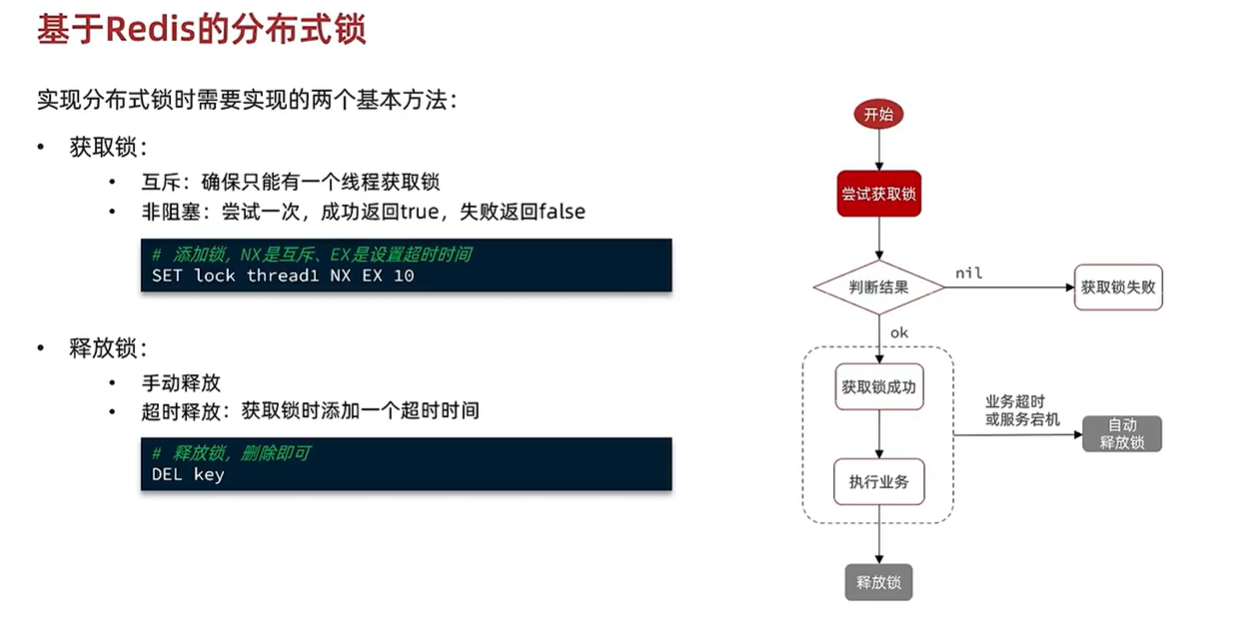 基于Redis的分布式锁
实现分布式锁时需要实现的两个基本方法：
• 获取锁：
• 互斥：确保只能有一个线程获取锁
• 非阻塞：尝试一次，成功返回true，失败返回false
# 添加锁，NX是互斥、EX是设置超时时间
SET lock thread1 NX EX 10
• 释放锁：
• 手动释放
• 超时释放：获取锁时添加一个超时时间
# 释放锁，删除即可
DEL key
开始
尝试获取锁
判断结果
nil
获取锁失败
ok
获取锁成功
执行业务
业务超时
或服务宕机
自动
释放锁
释放锁